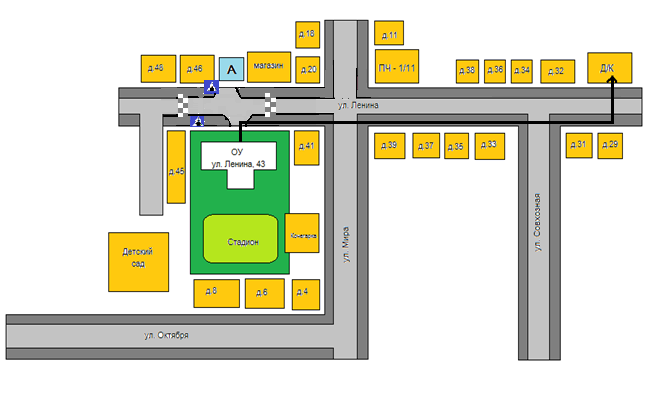 д.18
д.11
д.48
д.46
А
магазин
д.20
ПЧ - 1/11
д.38
д.36
д.34
д.32
Д/К
ул. Ленина
д.45
ОУ
ул. Ленина, 43
д.41
д.39
д.37
д.35
д.33
д.31
д.29
Детский
сад
Стадион
Кочегарка
ул. Мира
ул. Совхозная
д.8
д.6
д.4
ул. Октября